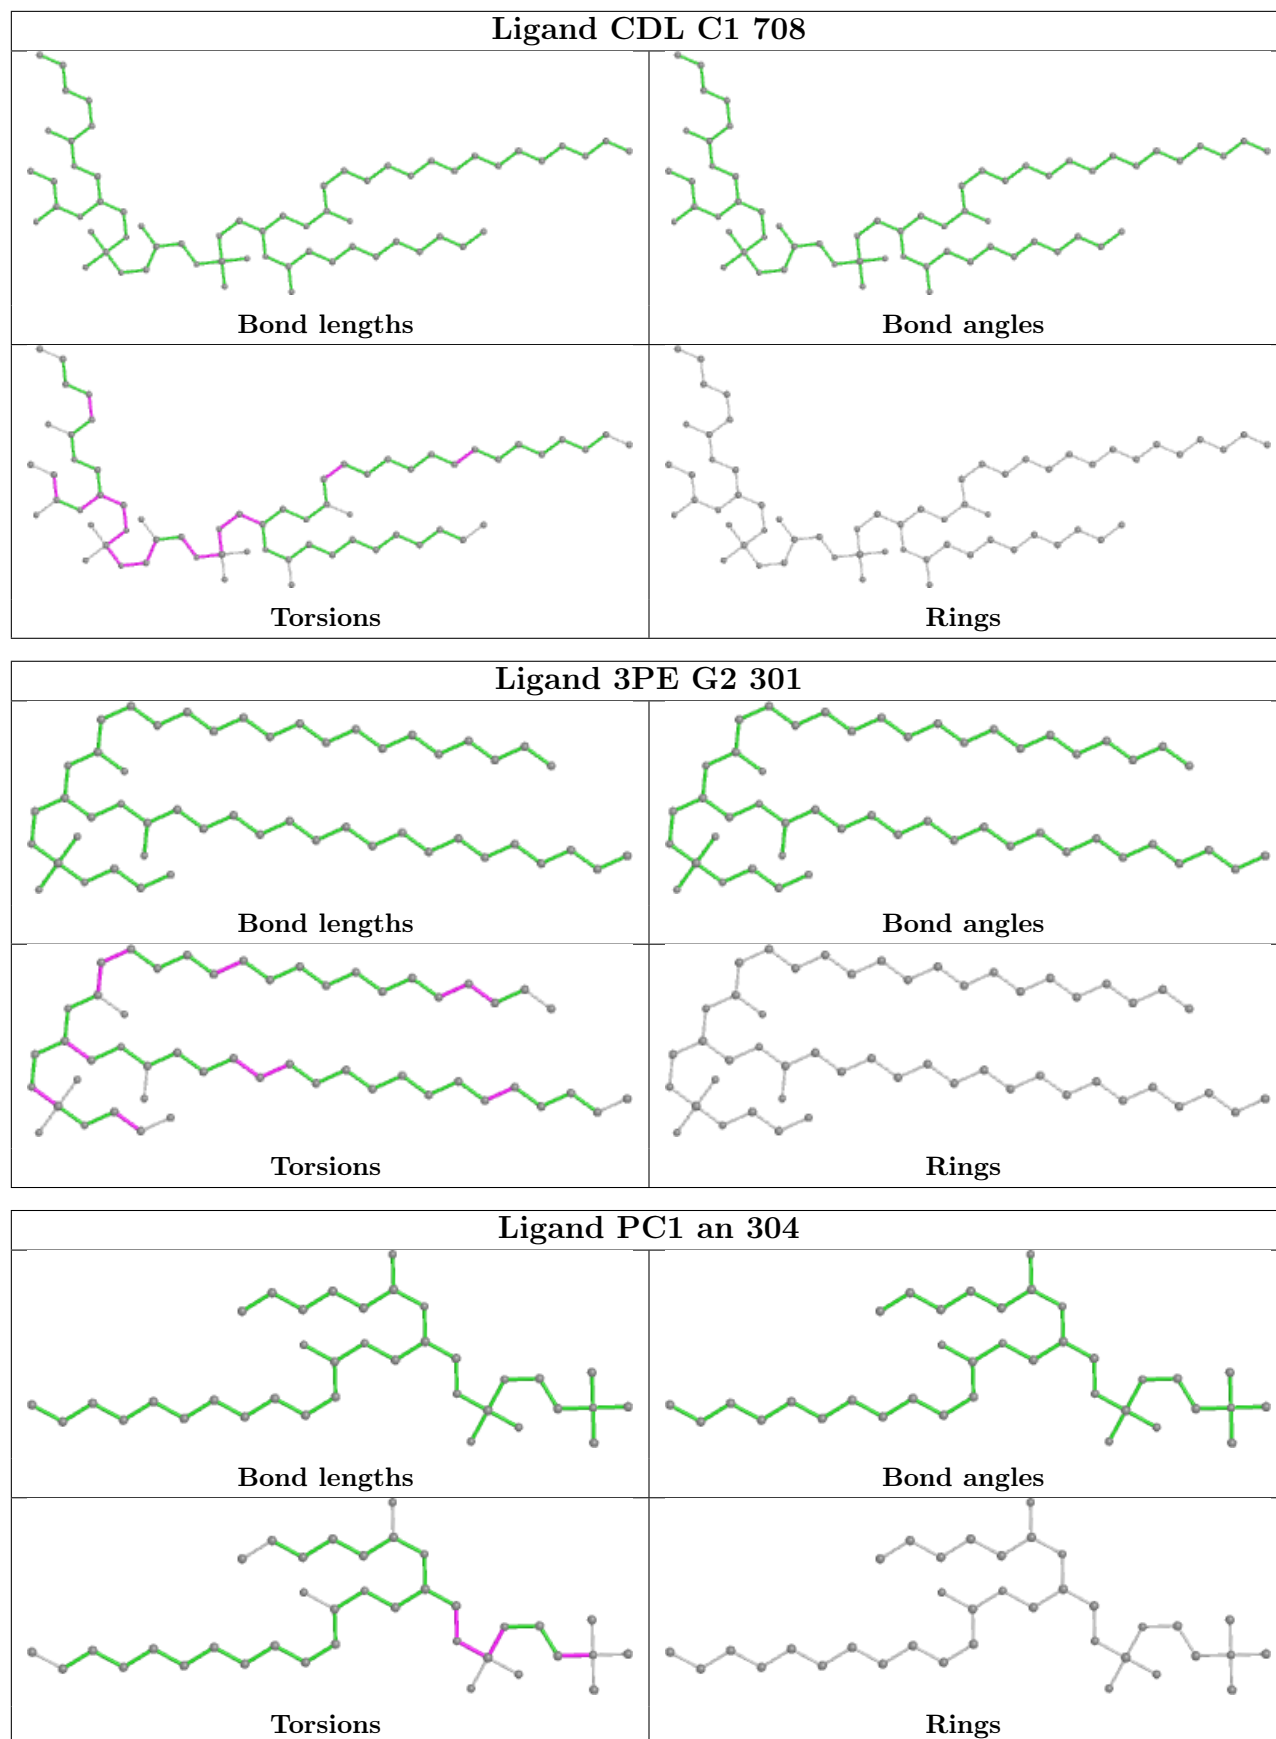 Ligand CDL C1 708
Bond lengths
Bond angles
Torsions
Rings
Ligand 3PE G2 301
Bond lengths
Bond angles
Torsions
Rings
Ligand PC1 an 304
Bond lengths
Bond angles
Torsions
Rings